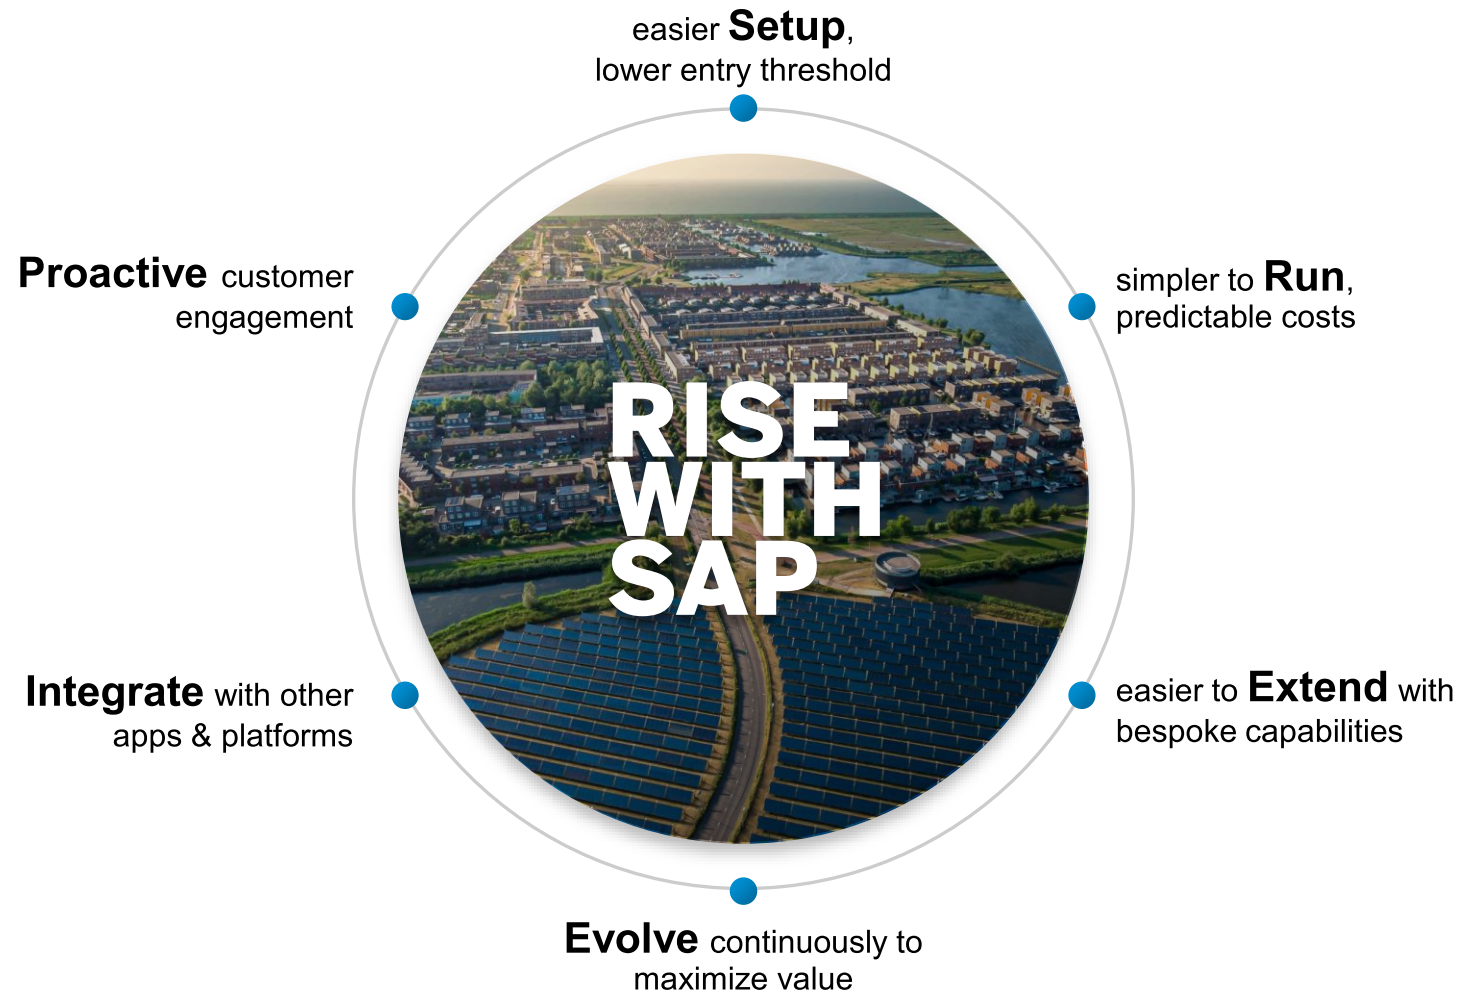 easier Setup,
lower entry threshold
Proactive customer
engagement
simpler to Run,
predictable costs
RISE
WITH
SAP
Integrate with other
apps & platforms
easier to Extend with
bespoke capabilities
Evolve continuously to
maximize value